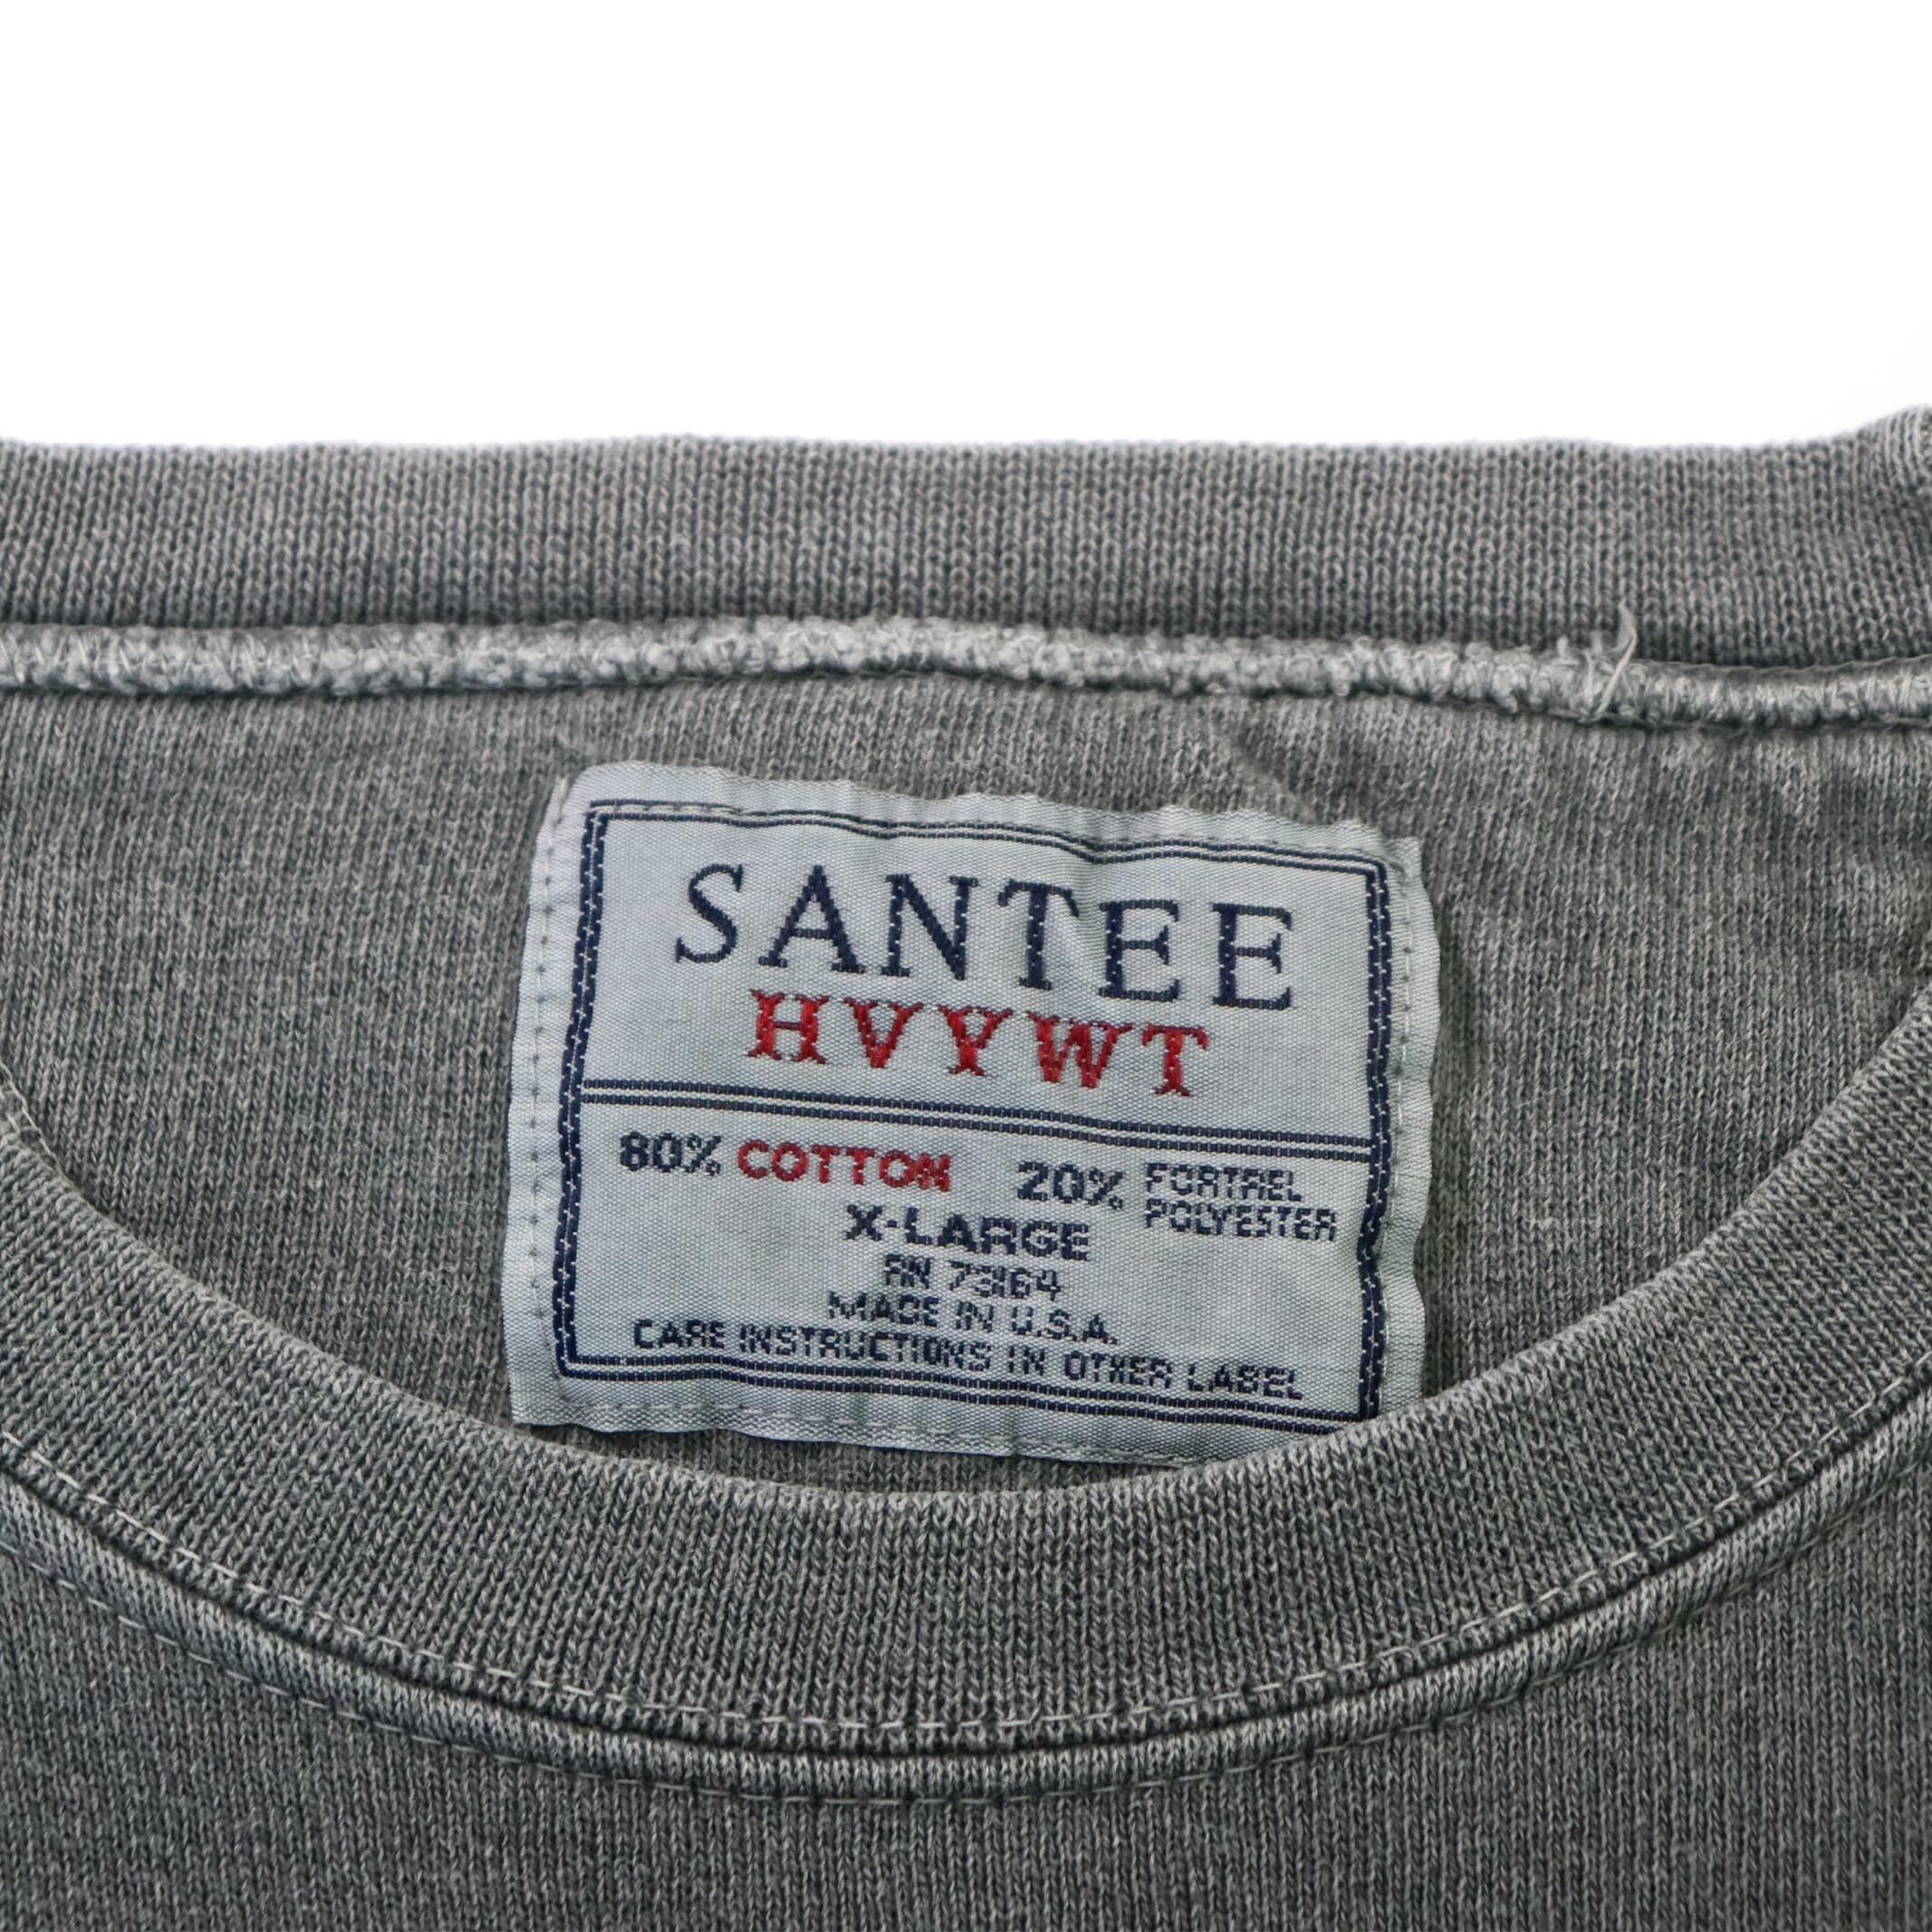 SANTEE
HVYWT
80% COTTON 20% FORTREL
POLYESTER
X-LARGE
RN 73164
MADE IN U.S.A.
CARE INSTRUCTIONS IN OTHER LABEL